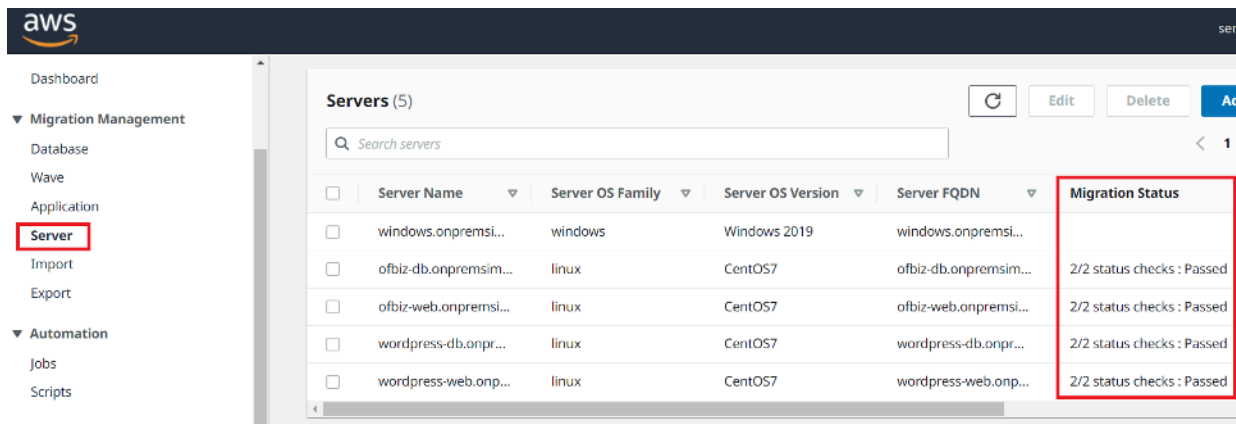 aws
ser
Dashboard
Migration Management
Database
Wave
Application
Server
Import
Export
Automation
Jobs
Scripts
Servers (5)
Edit Delete Ad
Search servers
1
Server Name Server OS Family Server OS Version Server FQDN Migration Status
windows.onpremsi... windows Windows 2019 windows.onpremsi...
ofbiz-db.onpremsim... linux CentOS7 ofbiz-db.onpremsim... 2/2 status checks : Passed
ofbiz-web.onpremsi... linux CentOS7 ofbiz-web.onpremsi... 2/2 status checks : Passed
wordpress-db.onpr... linux CentOS7 wordpress-db.onpr... 2/2 status checks : Passed
wordpress-web.onp... linux CentOS7 wordpress-web.onp... 2/2 status checks : Passed